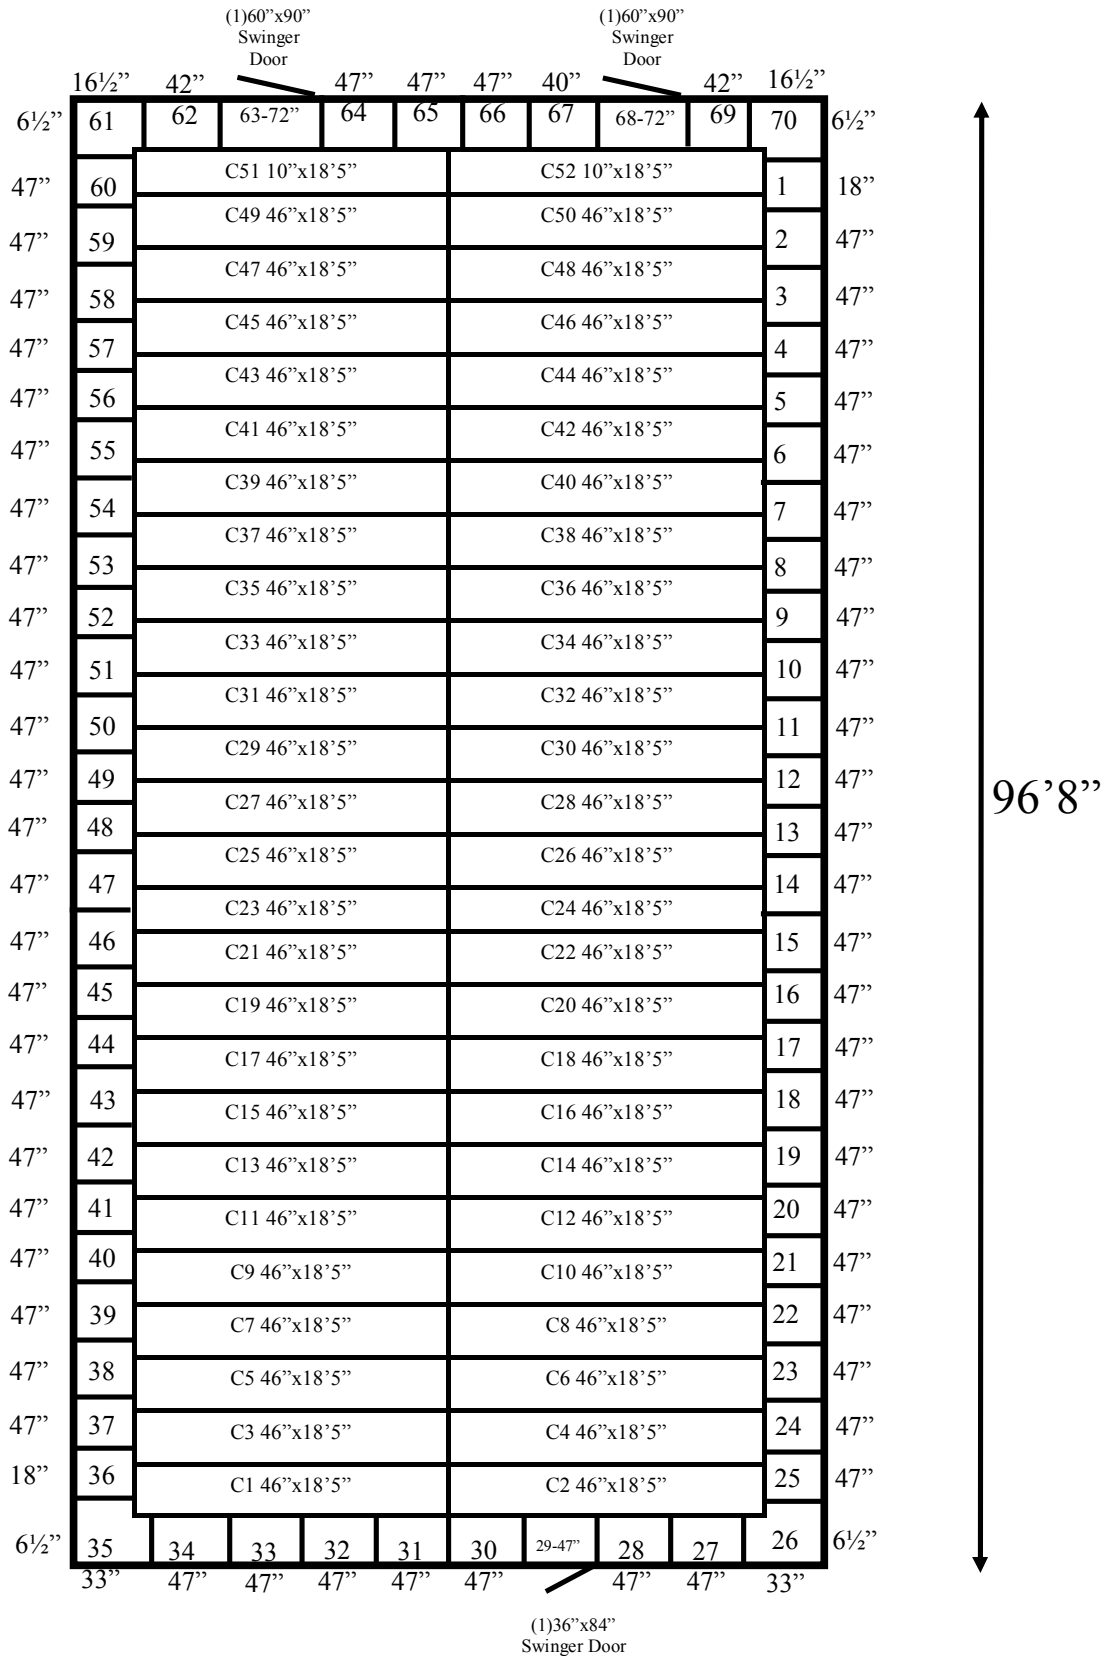 (1)60”x90” (1)60”x90”
Swinger Swinger
Door Door
16½” 42” 47” 47” 47” 40” 42” 16½”
6½” 61 62 63-72” 64 65 66 67 68-72” 69 70 6½”
C51 10”x18’5” C52 10”x18’5”
47” 60 1 18”
C49 46”x18’5” C50 46”x18’5”
47” 59 2 47”
C47 46”x18’5” C48 46”x18’5”
47” 58 3 47”
C45 46”x18’5” C46 46”x18’5”
47” 57 4 47”
C43 46”x18’5” C44 46”x18’5”
47” 56 5 47”
C41 46”x18’5” C42 46”x18’5”
47” 55 6 47”
C39 46”x18’5” C40 46”x18’5”
47” 54 7 47”
C37 46”x18’5” C38 46”x18’5”
47” 53 8 47”
C35 46”x18’5” C36 46”x18’5”
47” 52 9 47”
C33 46”x18’5” C34 46”x18’5”
47” 51 10 47”
C31 46”x18’5” C32 46”x18’5”
47” 50 11 47”
C29 46”x18’5” C30 46”x18’5”
47” 49 12 47”
96’8”
C27 46”x18’5” C28 46”x18’5”
47” 48 13 47”
C25 46”x18’5” C26 46”x18’5”
47” 47 14 47”
C23 46”x18’5” C24 46”x18’5”
47” 46 15 47”
C21 46”x18’5” C22 46”x18’5”
47” 45 16 47”
C19 46”x18’5” C20 46”x18’5”
47” 44 17 47”
C17 46”x18’5” C18 46”x18’5”
47” 43 18 47”
C15 46”x18’5” C16 46”x18’5”
47” 42 19 47”
C13 46”x18’5” C14 46”x18’5”
47” 41 20 47”
C11 46”x18’5” C12 46”x18’5”
47” 40 21 47”
C9 46”x18’5” C10 46”x18’5”
47” 39 22 47”
C7 46”x18’5” C8 46”x18’5”
47” 38 23 47”
C5 46”x18’5” C6 46”x18’5”
47” 37 24 47”
C3 46”x18’5” C4 46”x18’5”
18” 36 25 47”
C1 46”x18’5” C2 46”x18’5”
6½” 35 34 33 32 31 30 29-47” 28 27 26 6½”
33” 47” 47” 47” 47” 47” 47” 47” 33”
(1)36”x84”
Swinger Door